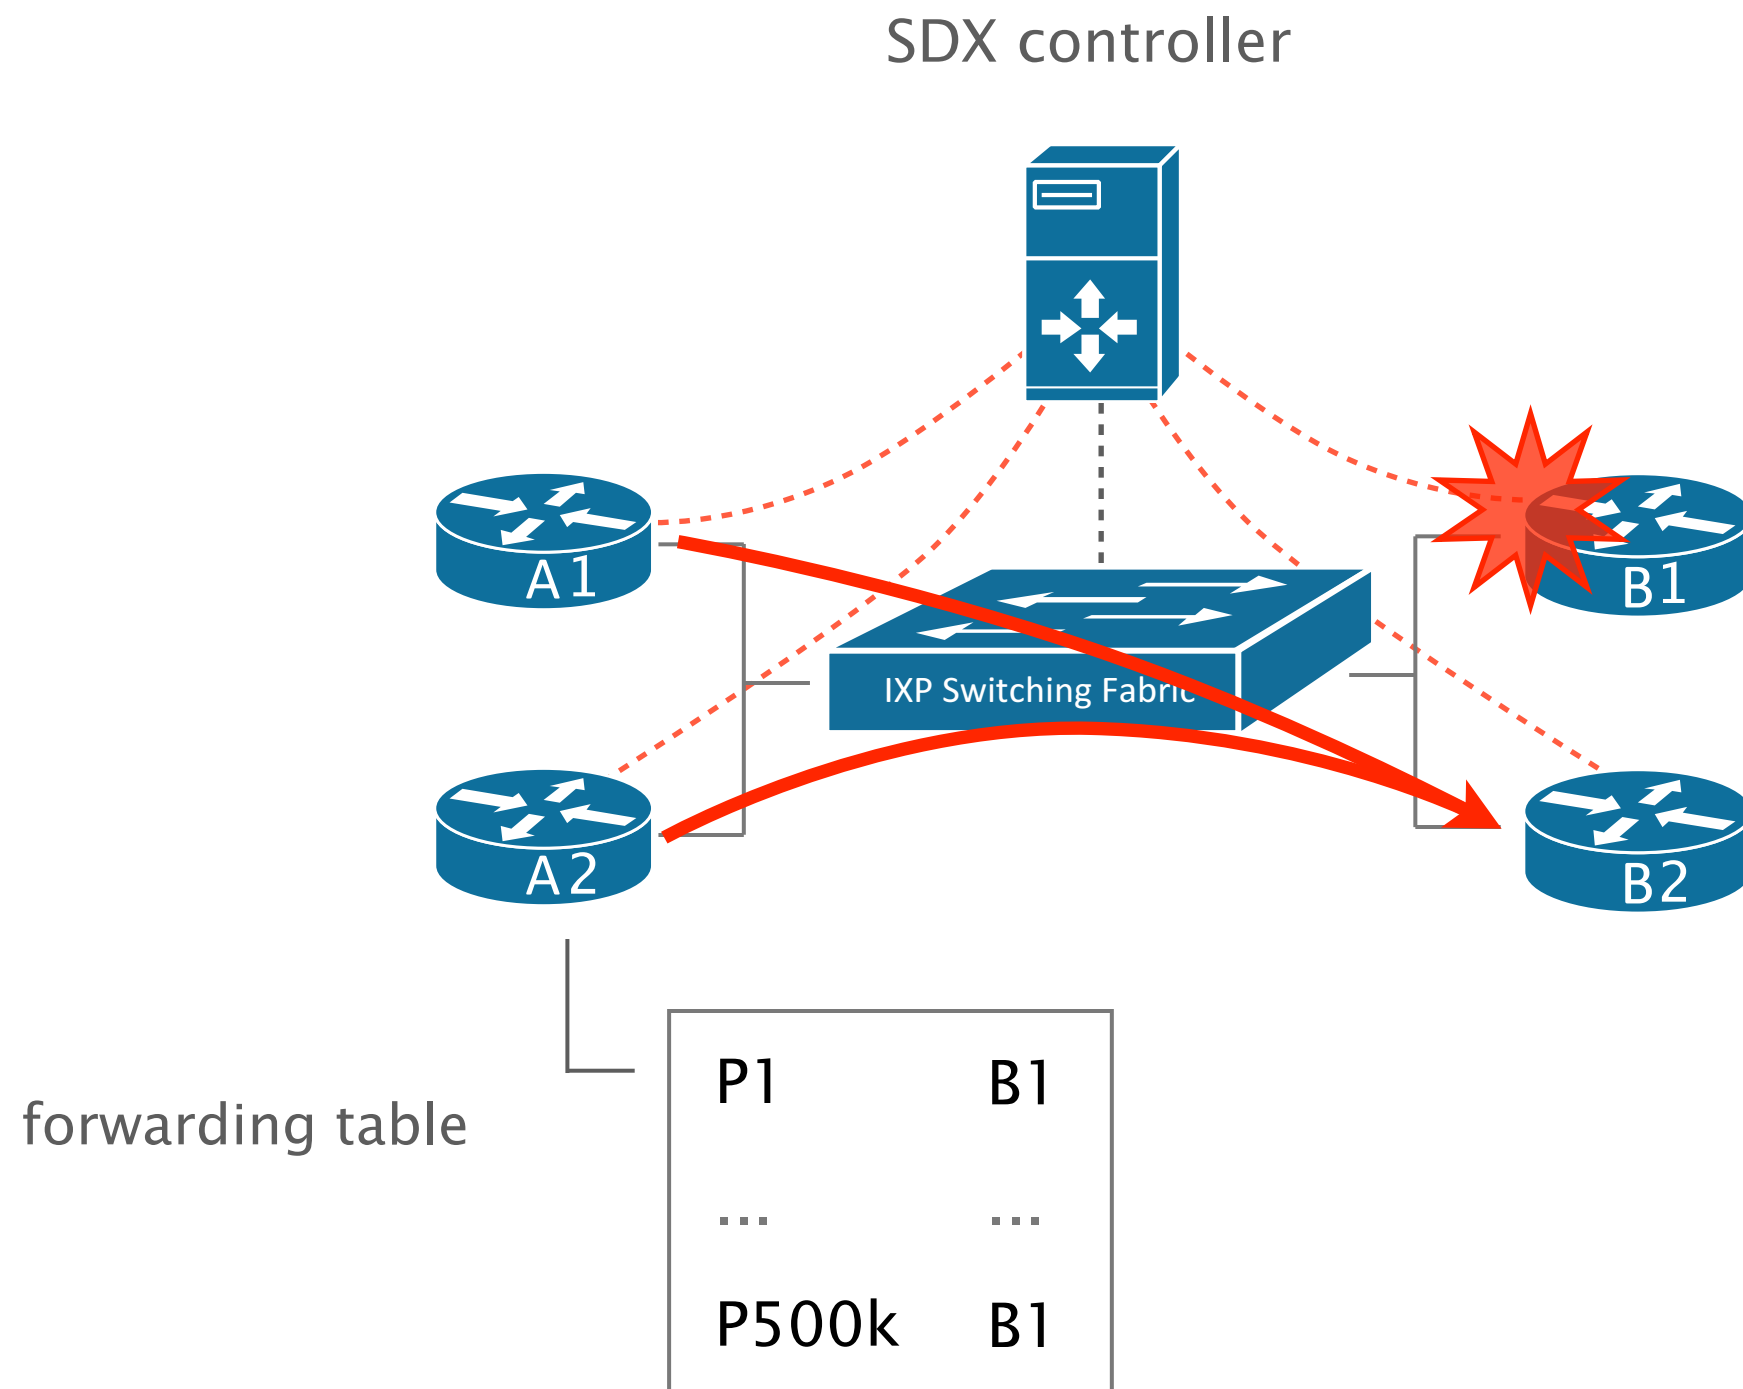 SDX controller
A1
B1
IXP Switching Fabric
A2
B2
P1 B1
forwarding table
... ...
P500k B1